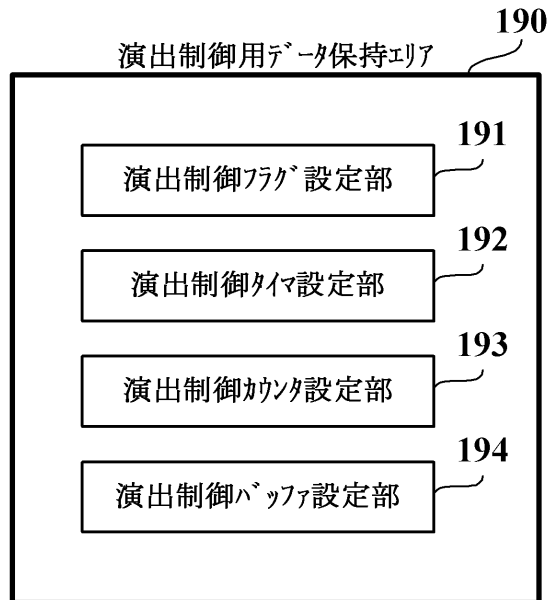 190
演出制御用ﾃﾞｰﾀ保持ｴﾘｱ
191
演出制御ﾌﾗｸﾞ設定部
192
演出制御ﾀｲﾏ設定部
193
演出制御ｶｳﾝﾀ設定部
194
演出制御ﾊﾞｯﾌｧ設定部